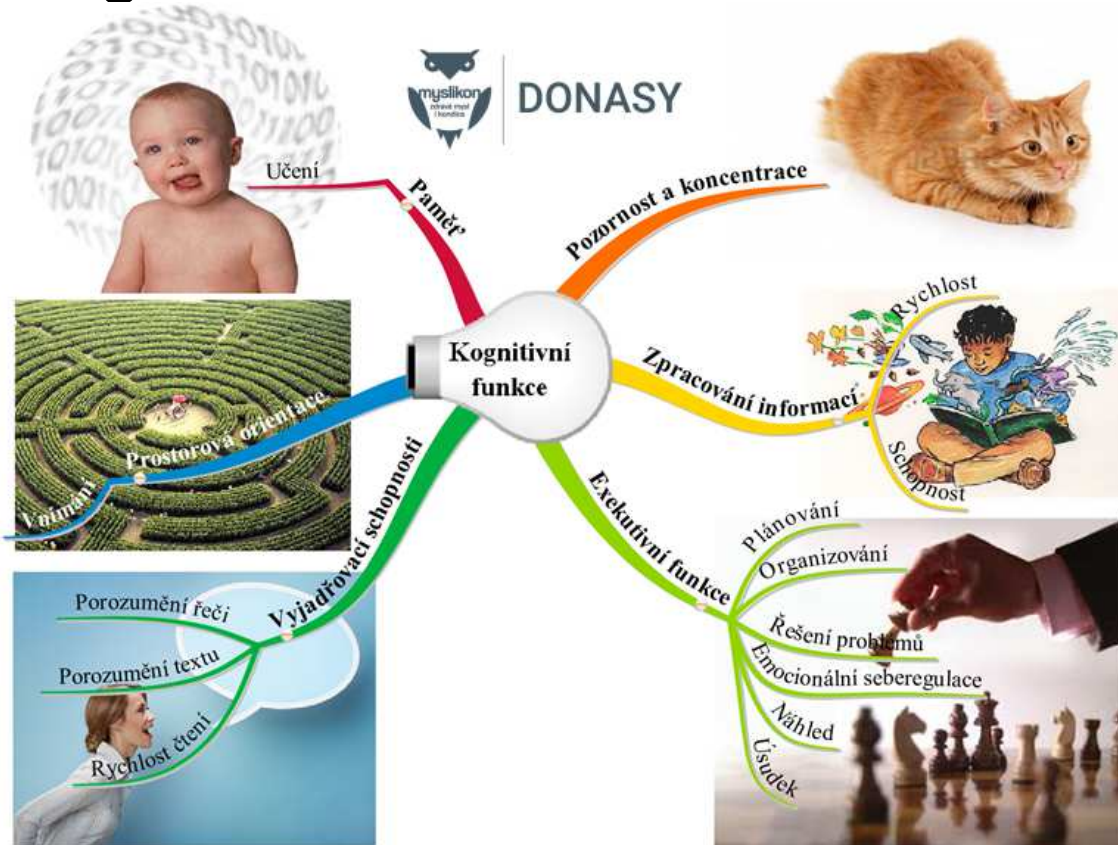 myslikon
zdravá mysl
i kondice
DONASY
Učení
Paměť
Pozornost a koncentrace
Kognitivní
funkce
Rychlost
Zpracování informací
Schopnost
Prostorová orientace
Vnímání
Vyjadřovací schopnosti
Porozumění řeči
Porozumění textu
Rychlost čtení
Exekutivní funkce
Plánování
Organizování
Řešení problémů
Emocionální seberegulace
Náhled
Úsudek